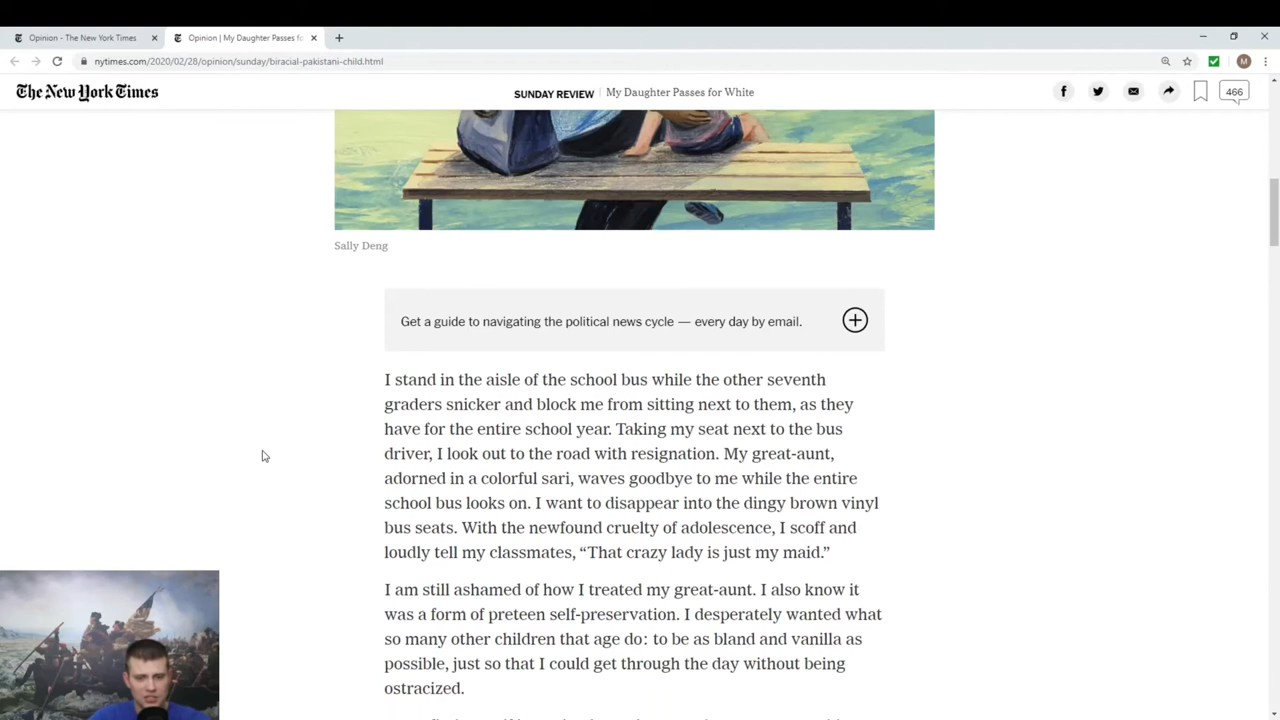 Opinion - The New York Times
Opinion | My Daughter Passes fo
nytimes.com/2020/02/28/opinion/sunday/biracial-pakistani-child.html
M
The New York Times
SUNDAY REVIEW | My Daughter Passes for White
466
Sally Deng
Get a guide to navigating the political news cycle — every day by email.
I stand in the aisle of the school bus while the other seventh
graders snicker and block me from sitting next to them, as they
have for the entire school year. Taking my seat next to the bus
driver, I look out to the road with resignation. My great-aunt,
adorned in a colorful sari, waves goodbye to me while the entire
school bus looks on. I want to disappear into the dingy brown vinyl
bus seats. With the newfound cruelty of adolescence, I scoff and
loudly tell my classmates, “That crazy lady is just my maid.”
I am still ashamed of how I treated my great-aunt. I also know it
was a form of preteen self-preservation. I desperately wanted what
so many other children that age do: to be as bland and vanilla as
possible, just so that I could get through the day without being
ostracized.